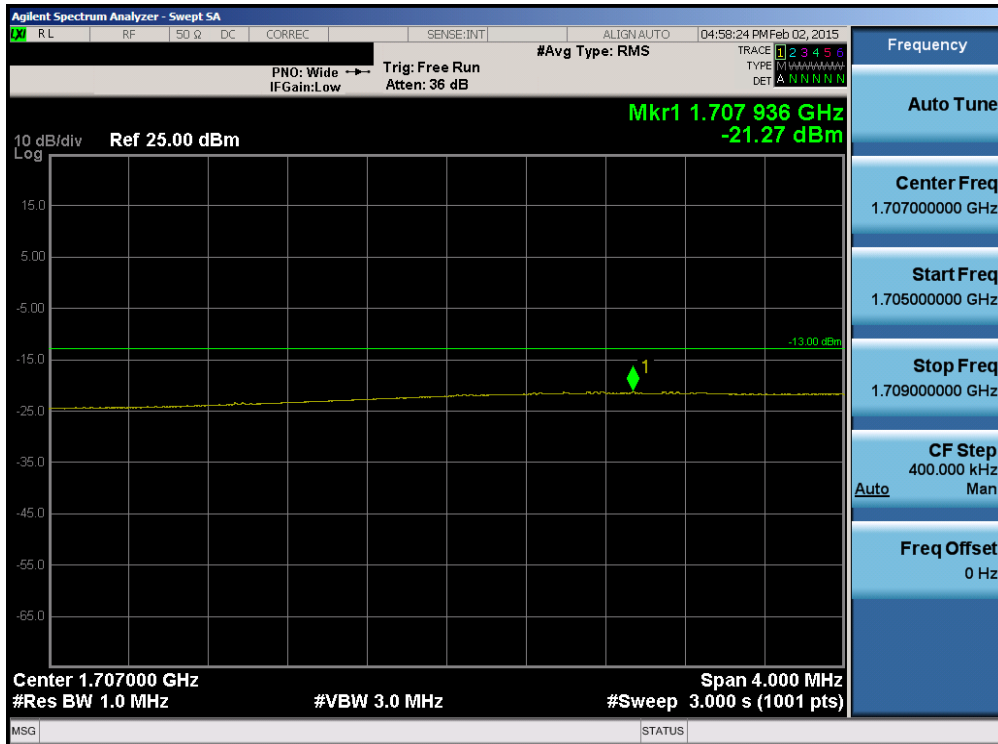 Agilent Spectrum Analyzer - Swept SA
LXI RL RF 50 Ω DC CORREC SENSE:INT ALIGN AUTO 04:58:24 PM Feb 02, 2015
#Avg Type: RMS TRACE 1 2 3 4 5 6
PNO: Wide Trig: Free Run TYPE M WWWWW
IFGain:Low Atten: 36 dB DET A N N N N N
Mkr1 1.707 936 GHz
-21.27 dBm
10 dB/div Ref 25.00 dBm
Log
15.0
5.00
-5.00
-13.00 dBm
-15.0
1
-25.0
-35.0
-45.0
-55.0
-65.0
Center 1.707000 GHz Span 4.000 MHz
#Res BW 1.0 MHz #VBW 3.0 MHz #Sweep 3.000 s (1001 pts)
MSG STATUS
Frequency
Auto Tune
Center Freq
1.707000000 GHz
Start Freq
1.705000000 GHz
Stop Freq
1.709000000 GHz
CF Step
400.000 kHz
Auto Man
Freq Offset
0 Hz